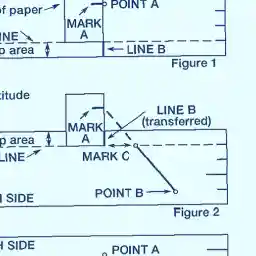 of paper
POINT A
MARK
A
LINE
p area
LINE B
Figure 1
titude
MARK
A
LINE B
(transferred)
p area
LINE
MARK C
H SIDE
POINT B
Figure 2
H SIDE
POINT A